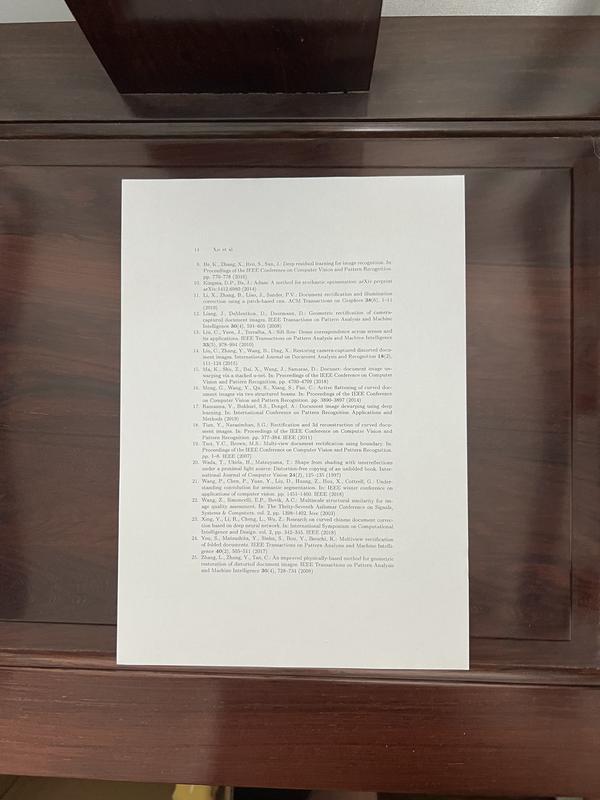 14 Xie et al.
9. He, K., Zhang, X., Ren, S., Sun, J.: Deep residual learning for image recognition. In:
Proceedings of the IEEE Conference on Computer Vision and Pattern Recognition.
pp. 770–778 (2016)
10. Kingma, D.P., Ba, J.: Adam: A method for stochastic optimization. arXiv preprint
arXiv:1412.6980 (2014)
11. Li, X., Zhang, B., Liao, J., Sander, P.V.: Document rectification and illumination
correction using a patch-based cnn. ACM Transactions on Graphics 38(6), 1–11
(2019)
12. Liang, J., DeMenthon, D., Doermann, D.: Geometric rectification of camera-
captured document images. IEEE Transactions on Pattern Analysis and Machine
Intelligence 30(4), 591–605 (2008)
13. Liu, C., Yuen, J., Torralba, A.: Sift flow: Dense correspondence across scenes and
its applications. IEEE Transactions on Pattern Analysis and Machine Intelligence
33(5), 978–994 (2010)
14. Liu, C., Zhang, Y., Wang, B., Ding, X.: Restoring camera-captured distorted docu-
ment images. International Journal on Document Analysis and Recognition 18(2),
111–124 (2015)
15. Ma, K., Shu, Z., Bai, X., Wang, J., Samaras, D.: Docunet: document image un-
warping via a stacked u-net. In: Proceedings of the IEEE Conference on Computer
Vision and Pattern Recognition. pp. 4700–4709 (2018)
16. Meng, G., Wang, Y., Qu, S., Xiang, S., Pan, C.: Active flattening of curved doc-
ument images via two structured beams. In: Proceedings of the IEEE Conference
on Computer Vision and Pattern Recognition. pp. 3890–3897 (2014)
17. Ramanna, V., Bukhari, S.S., Dengel, A.: Document image dewarping using deep
learning. In: International Conference on Pattern Recognition Applications and
Methods (2019)
18. Tian, Y., Narasimhan, S.G.: Rectification and 3d reconstruction of curved docu-
ment images. In: Proceedings of the IEEE Conference on Computer Vision and
Pattern Recognition. pp. 377–384. IEEE (2011)
19. Tsoi, Y.C., Brown, M.S.: Multi-view document rectification using boundary. In:
Proceedings of the IEEE Conference on Computer Vision and Pattern Recognition.
pp. 1–8. IEEE (2007)
20. Wada, T., Ukida, H., Matsuyama, T.: Shape from shading with interreflections
under a proximal light source: Distortion-free copying of an unfolded book. Inter-
national Journal of Computer Vision 24(2), 125–135 (1997)
21. Wang, P., Chen, P., Yuan, Y., Liu, D., Huang, Z., Hou, X., Cottrell, G.: Under-
standing convolution for semantic segmentation. In: IEEE winter conference on
applications of computer vision. pp. 1451–1460. IEEE (2018)
22. Wang, Z., Simoncelli, E.P., Bovik, A.C.: Multiscale structural similarity for im-
age quality assessment. In: The Thrity-Seventh Asilomar Conference on Signals,
Systems & Computers. vol. 2, pp. 1398–1402. Ieee (2003)
23. Xing, Y., Li, R., Cheng, L., Wu, Z.: Research on curved chinese document correc-
tion based on deep neural network. In: International Symposium on Computational
Intelligence and Design. vol. 2, pp. 342–345. IEEE (2018)
24. You, S., Matsushita, Y., Sinha, S., Bou, Y., Ikeuchi, K.: Multiview rectification
of folded documents. IEEE Transactions on Pattern Analysis and Machine Intelli-
gence 40(2), 505–511 (2017)
25. Zhang, L., Zhang, Y., Tan, C.: An improved physically-based method for geometric
restoration of distorted document images. IEEE Transactions on Pattern Analysis
and Machine Intelligence 30(4), 728–734 (2008)